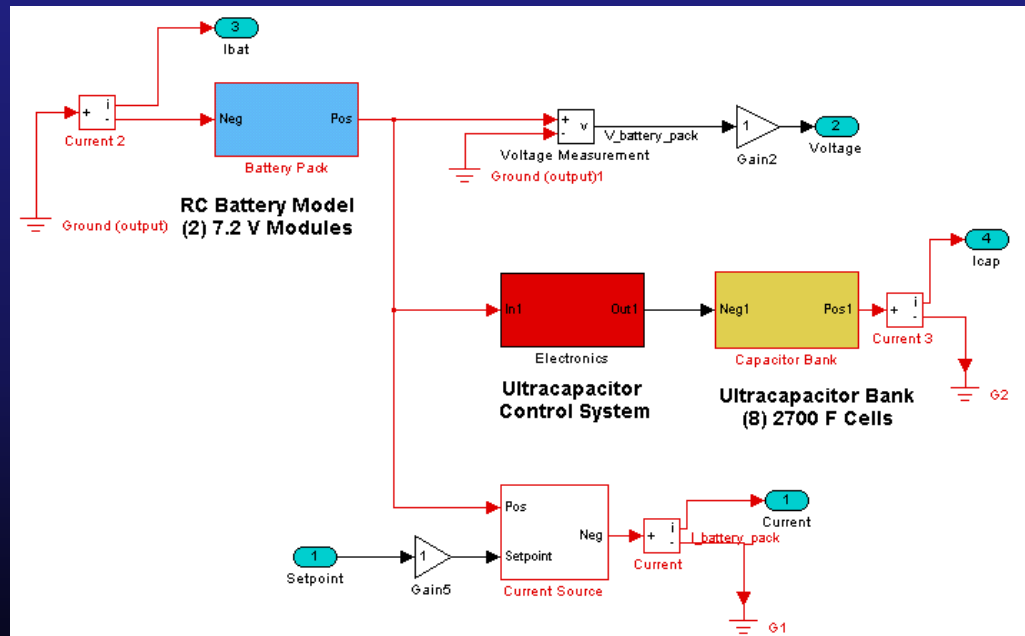 3
Ibat
+
i
-
Current 2
Neg
Pos
Battery Pack
Ground (output)
RC Battery Model
(2) 7.2 V Modules
+
-
v
Voltage Measurement
V_battery_pack
Ground (output)1
1
Gain2
2
Voltage
In1
Out1
Electronics
Ultracapacitor
Control System
Neg1
Pos1
Capacitor Bank
Ultracapacitor Bank
(8) 2700 F Cells
+
i
-
Current 3
4
Icap
G2
1
Setpoint
1
Gain5
Pos
Setpoint
Neg
Current Source
+
i
-
Current
I_battery_pack
1
Current
G1